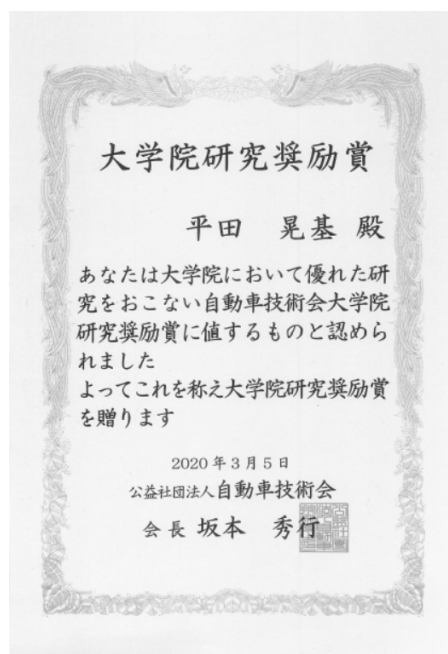 大学院研究奨励賞
平田 晃基 殿
あなたは大学院において優れた研
究をおこない自動車技術会大学院
研究奨励賞に値するものと認めら
れました
よってこれを称え大学院研究奨励賞
を贈ります
2020年3月5日
公益社団法人自動車技術会
会長 坂本 秀行